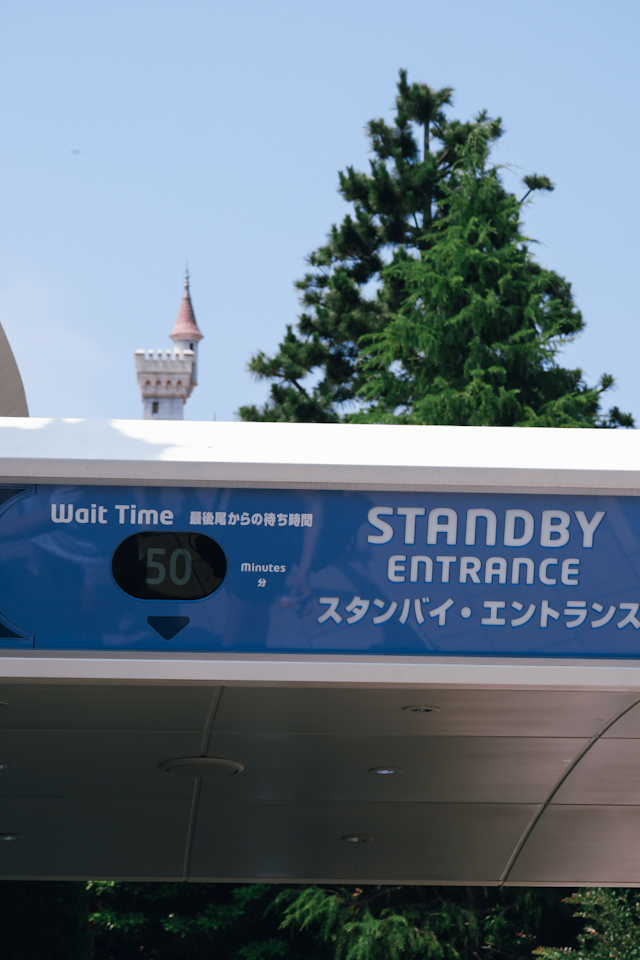 Wait Time 最後尾からの待ち時間
50
Minutes
分
STANDBY
ENTRANCE
スタンバイ・エントランス